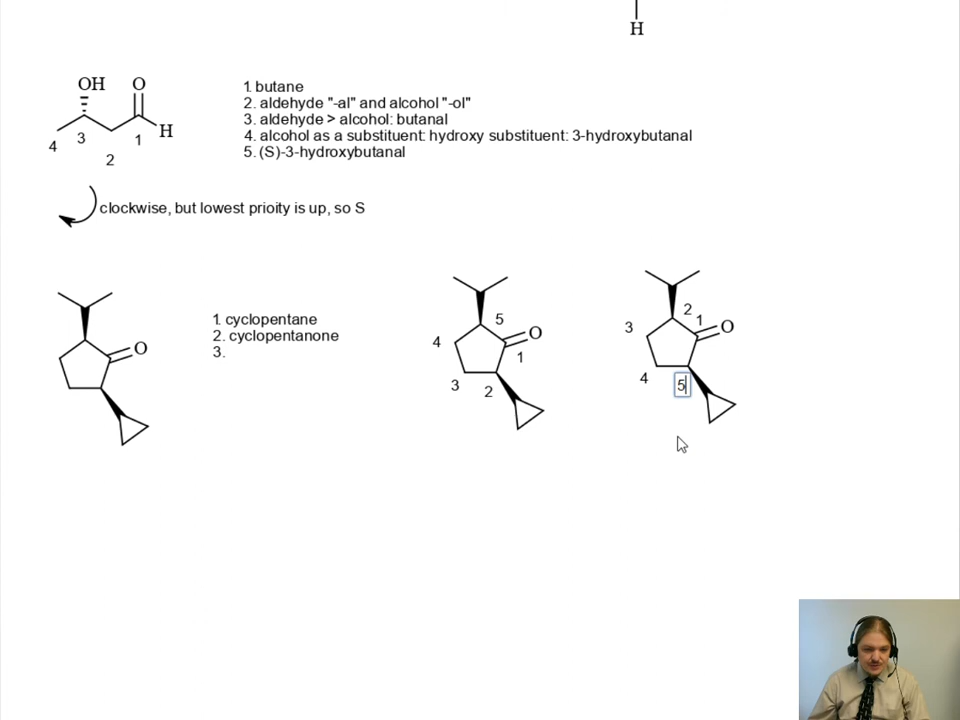 H
OH O
H
4 3 2 1
1. butane
2. aldehyde "-al" and alcohol "-ol"
3. aldehyde > alcohol: butanal
4. alcohol as a substituent: hydroxy substituent: 3-hydroxybutanal
5. (S)-3-hydroxybutanal
clockwise, but lowest prioity is up, so S
O
1. cyclopentane
2. cyclopentanone
3.
5
O
4
1
3
2
2
1
O
3
4
5